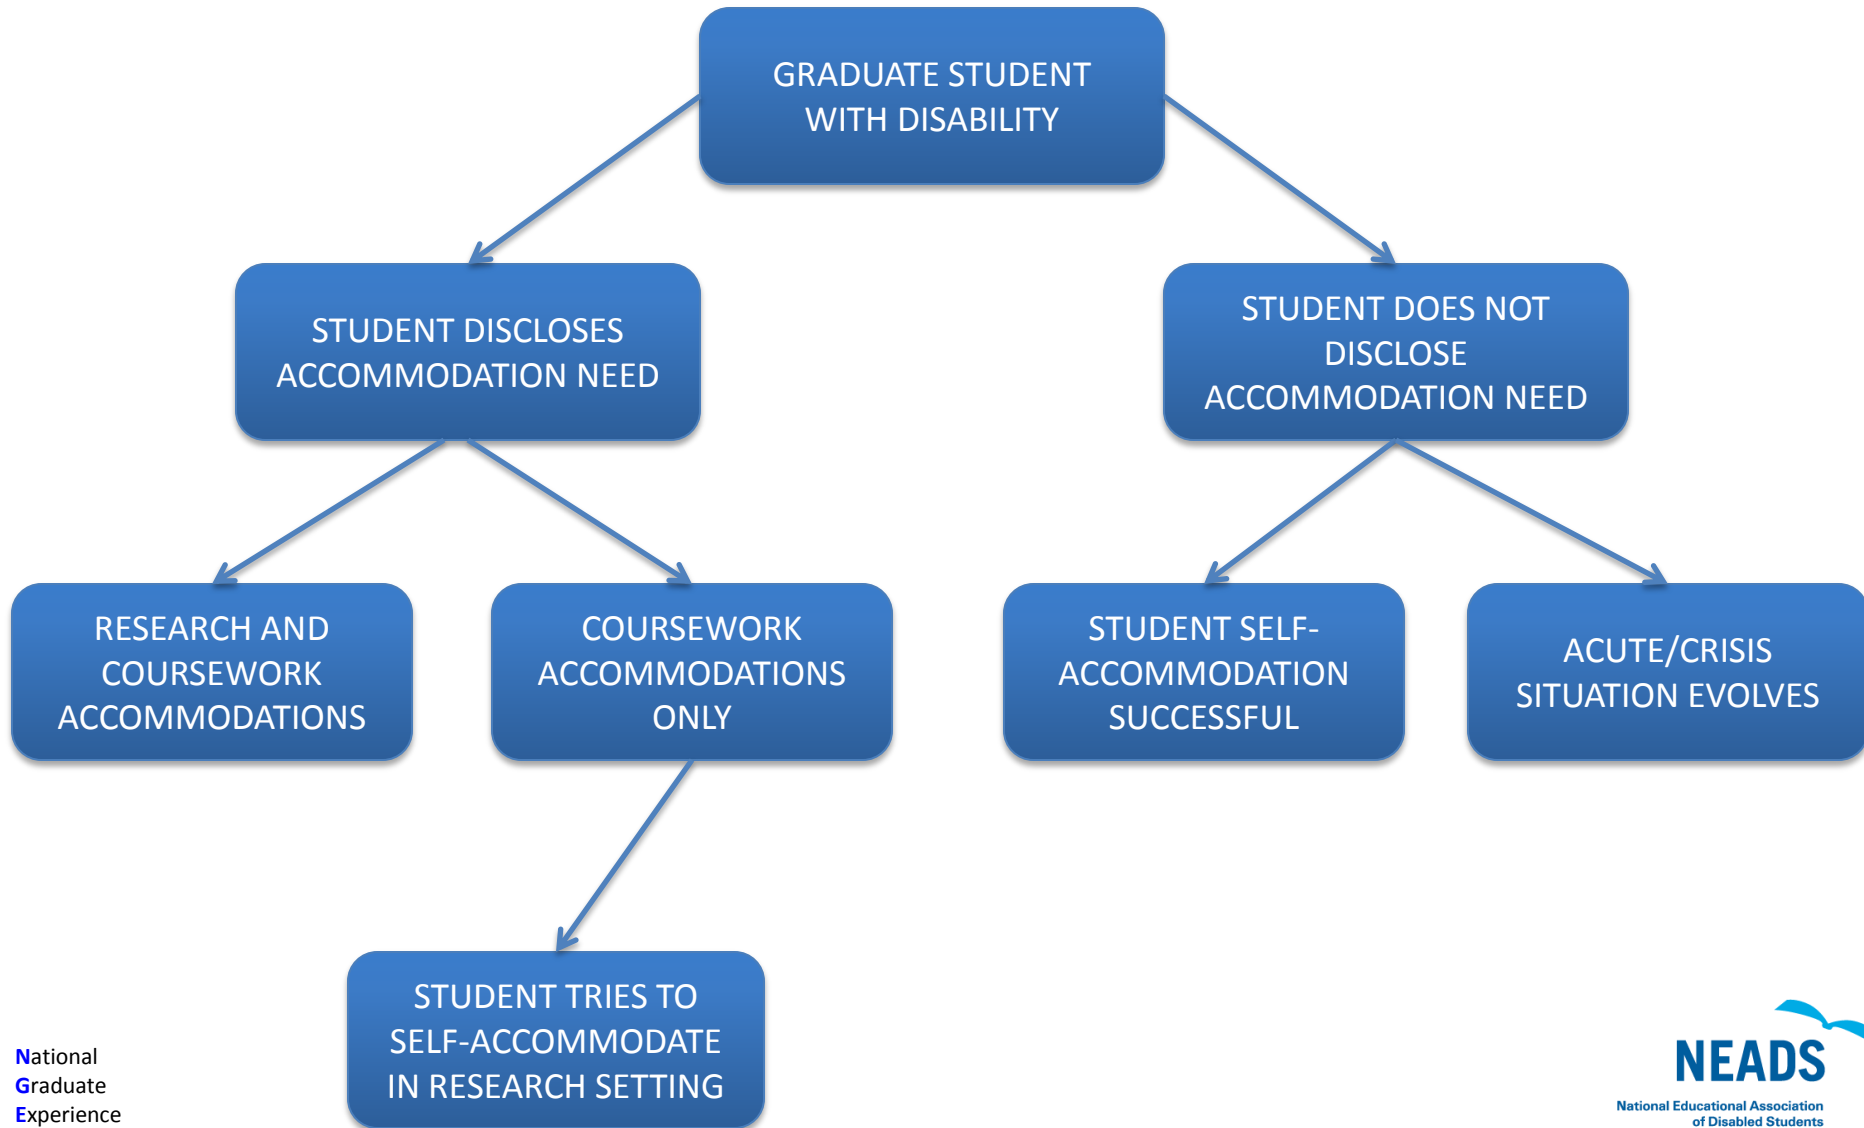 GRADUATE STUDENT
WITH DISABILITY
STUDENT DISCLOSES
ACCOMMODATION NEED
STUDENT DOES NOT
DISCLOSE
ACCOMMODATION NEED
RESEARCH AND
COURSEWORK
ACCOMMODATIONS
COURSEWORK
ACCOMMODATIONS
ONLY
STUDENT SELF-
ACCOMMODATION
SUCCESSFUL
ACUTE/CRISIS
SITUATION EVOLVES
STUDENT TRIES TO
SELF-ACCOMMODATE
IN RESEARCH SETTING
National
Graduate
Experience
NEADS
National Educational Association
of Disabled Students